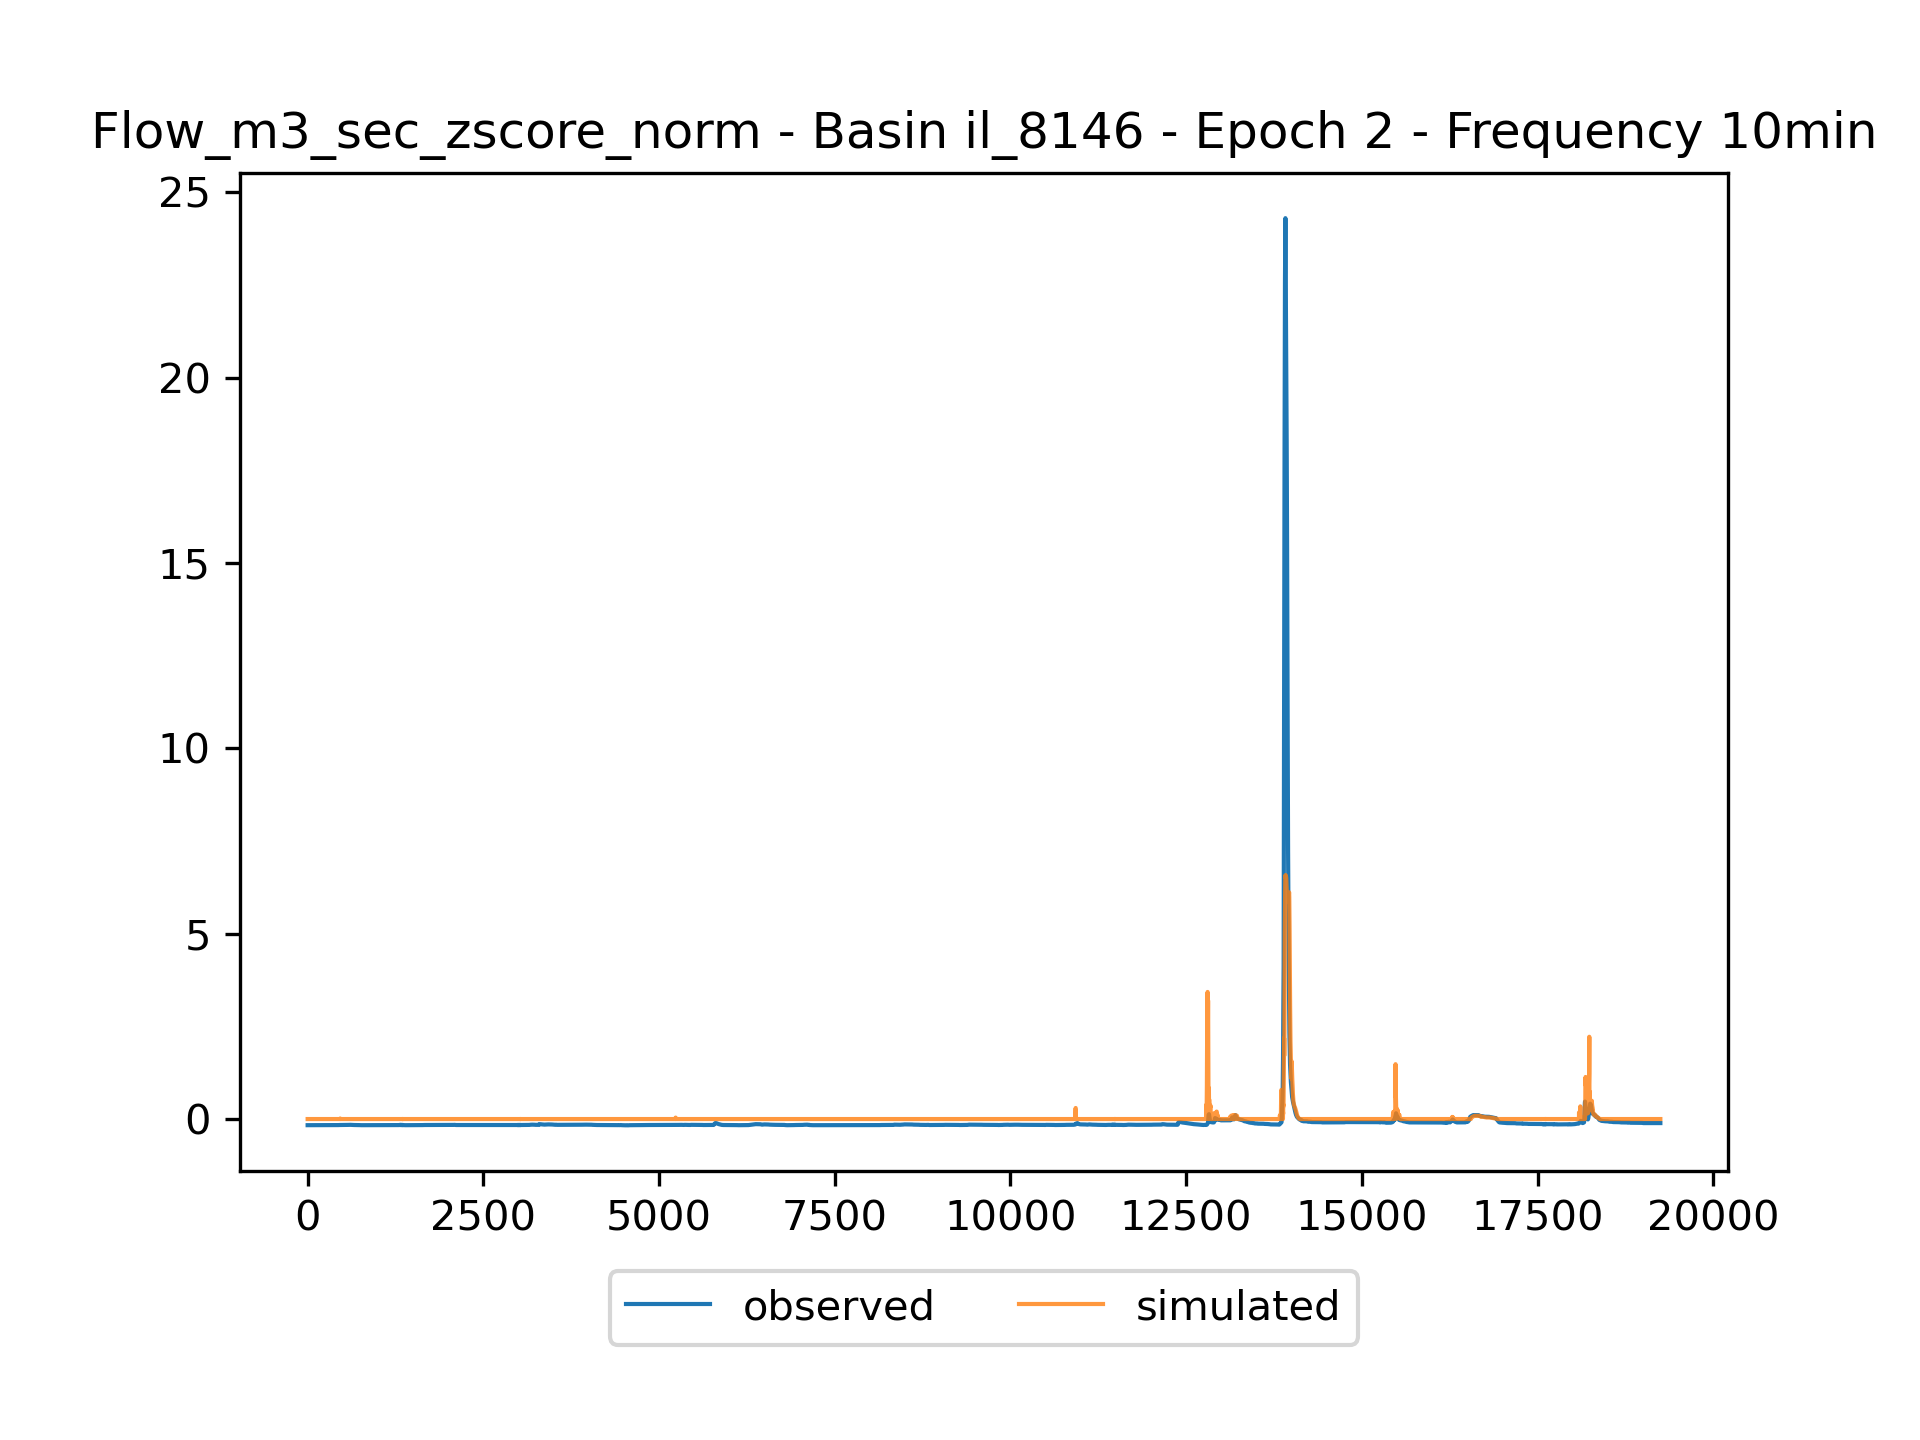 Flow_m3_sec_zscore_norm - Basin il_8146 - Epoch 2 - Frequency 10min
25
20
15
10
5
0
0 2500 5000 7500 10000 12500 15000 17500 20000
observed simulated